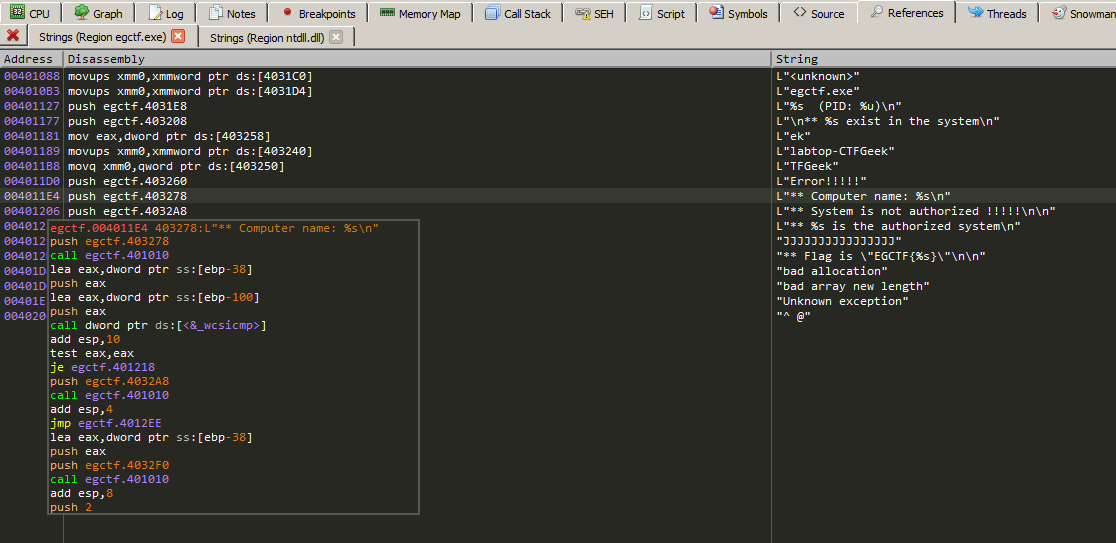 CPU Graph Log Notes Breakpoints Memory Map Call Stack SEH Script Symbols Source References Threads Snowman
Strings (Region egctf.exe) Strings (Region ntdll.dll)
Address Disassembly String
00401088 movups xmm0,xmmword ptr ds:[4031C0] L"<unknown>"
004010B3 movups xmm0,xmmword ptr ds:[4031D4] L"egctf.exe"
00401127 push egctf.4031E8 L"%s  (PID: %u)\n"
00401177 push egctf.403208 L"\n** %s exist in the system\n"
00401181 mov eax,dword ptr ds:[403258] L"ek"
00401189 movups xmm0,xmmword ptr ds:[403240] L"labtop-CTFGeek"
004011B8 movq xmm0,qword ptr ds:[403250] L"TFGeek"
004011D0 push egctf.403260 L"Error!!!!!"
004011E4 push egctf.403278 L"** Computer name: %s\n"
00401206 push egctf.4032A8 L"** System is not authorized !!!!!\n\n"
004012 L"** %s is the authorized system\n"
004012 "JJJJJJJJJJJJJJJJ"
004012 "** Flag is \"EGCTF{%s}\"\n\n"
00401D "bad allocation"
00401D "bad array new length"
00401E "Unknown exception"
004020 "^ @"
egctf.004011E4 403278:L"** Computer name: %s\n"
push egctf.403278
call egctf.401010
lea eax,dword ptr ss:[ebp-38]
push eax
lea eax,dword ptr ss:[ebp-100]
push eax
call dword ptr ds:[<&_wcsicmp>]
add esp,10
test eax,eax
je egctf.401218
push egctf.4032A8
call egctf.401010
add esp,4
jmp egctf.4012EE
lea eax,dword ptr ss:[ebp-38]
push eax
push egctf.4032F0
call egctf.401010
add esp,8
push 2